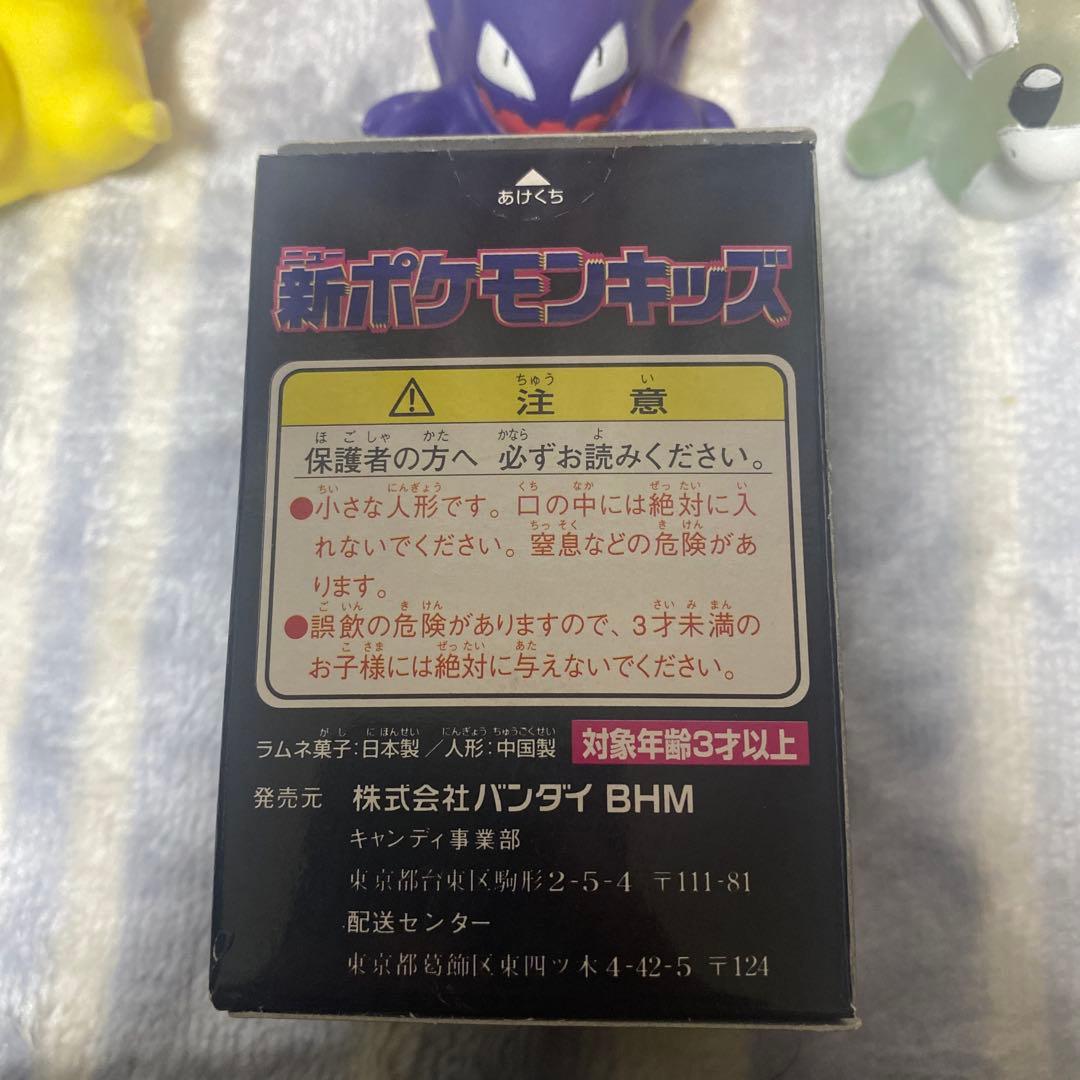 あけくち
ニュー
新ポケモンキッズ
ちゅう い
注意
ほごしゃ かた かなら よ
保護者の方へ 必ずお読みください。
ちい にんぎょう くち なか ぜったい い
●小さな人形です。口の中には絶対に入
ちっそく きけん
れないでください。窒息などの危険があ
ります。
ごいん きけん さいみまん
●誤飲の危険がありますので、3才未満の
こさま ぜったい あた
お子様には絶対に与えないでください。
がし にほんせい にんぎょう ちゅうごくせい
ラムネ菓子:日本製/人形:中国製 対象年齢3才以上
発売元 株式会社バンダイ BHM
キャンディ事業部
東京都台東区駒形2-5-4 〒111-81
配送センター
東京都葛飾区東四ツ木4-42-5 〒124